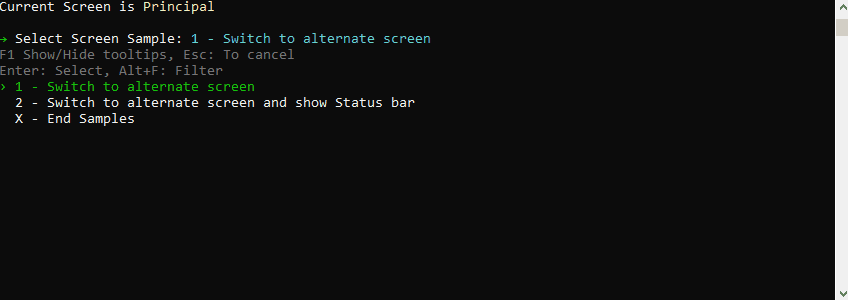 Current Screen is Principal
→ Select Screen Sample: 1 - Switch to alternate screen
F1 Show/Hide tooltips, Esc: To cancel
Enter: Select, Alt+F: Filter
› 1 - Switch to alternate screen
2 - Switch to alternate screen and show Status bar
X - End Samples